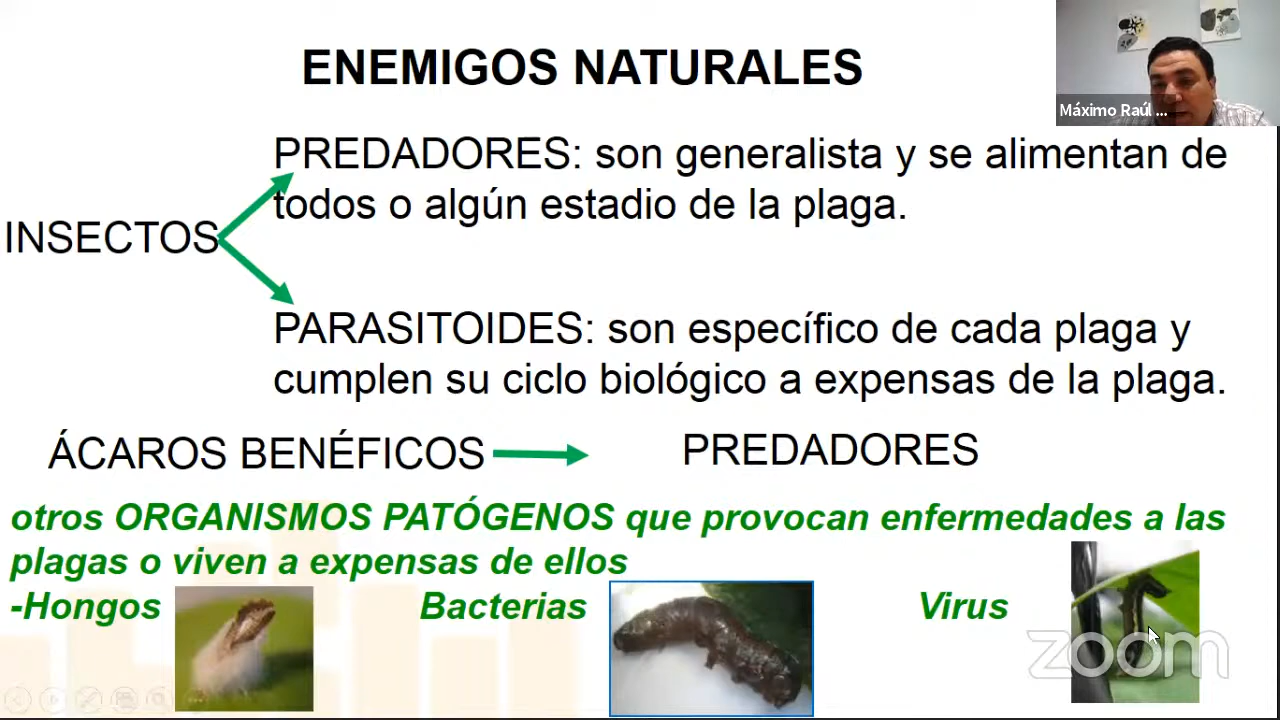 ENEMIGOS NATURALES
Máximo Raúl ...
PREDADORES: son generalista y se alimentan de
todos o algún estadio de la plaga.
INSECTOS
PARASITOIDES: son específico de cada plaga y
cumplen su ciclo biológico a expensas de la plaga.
ÁCAROS BENÉFICOS PREDADORES
otros ORGANISMOS PATÓGENOS que provocan enfermedades a las
plagas o viven a expensas de ellos
-Hongos Bacterias Virus
zoom